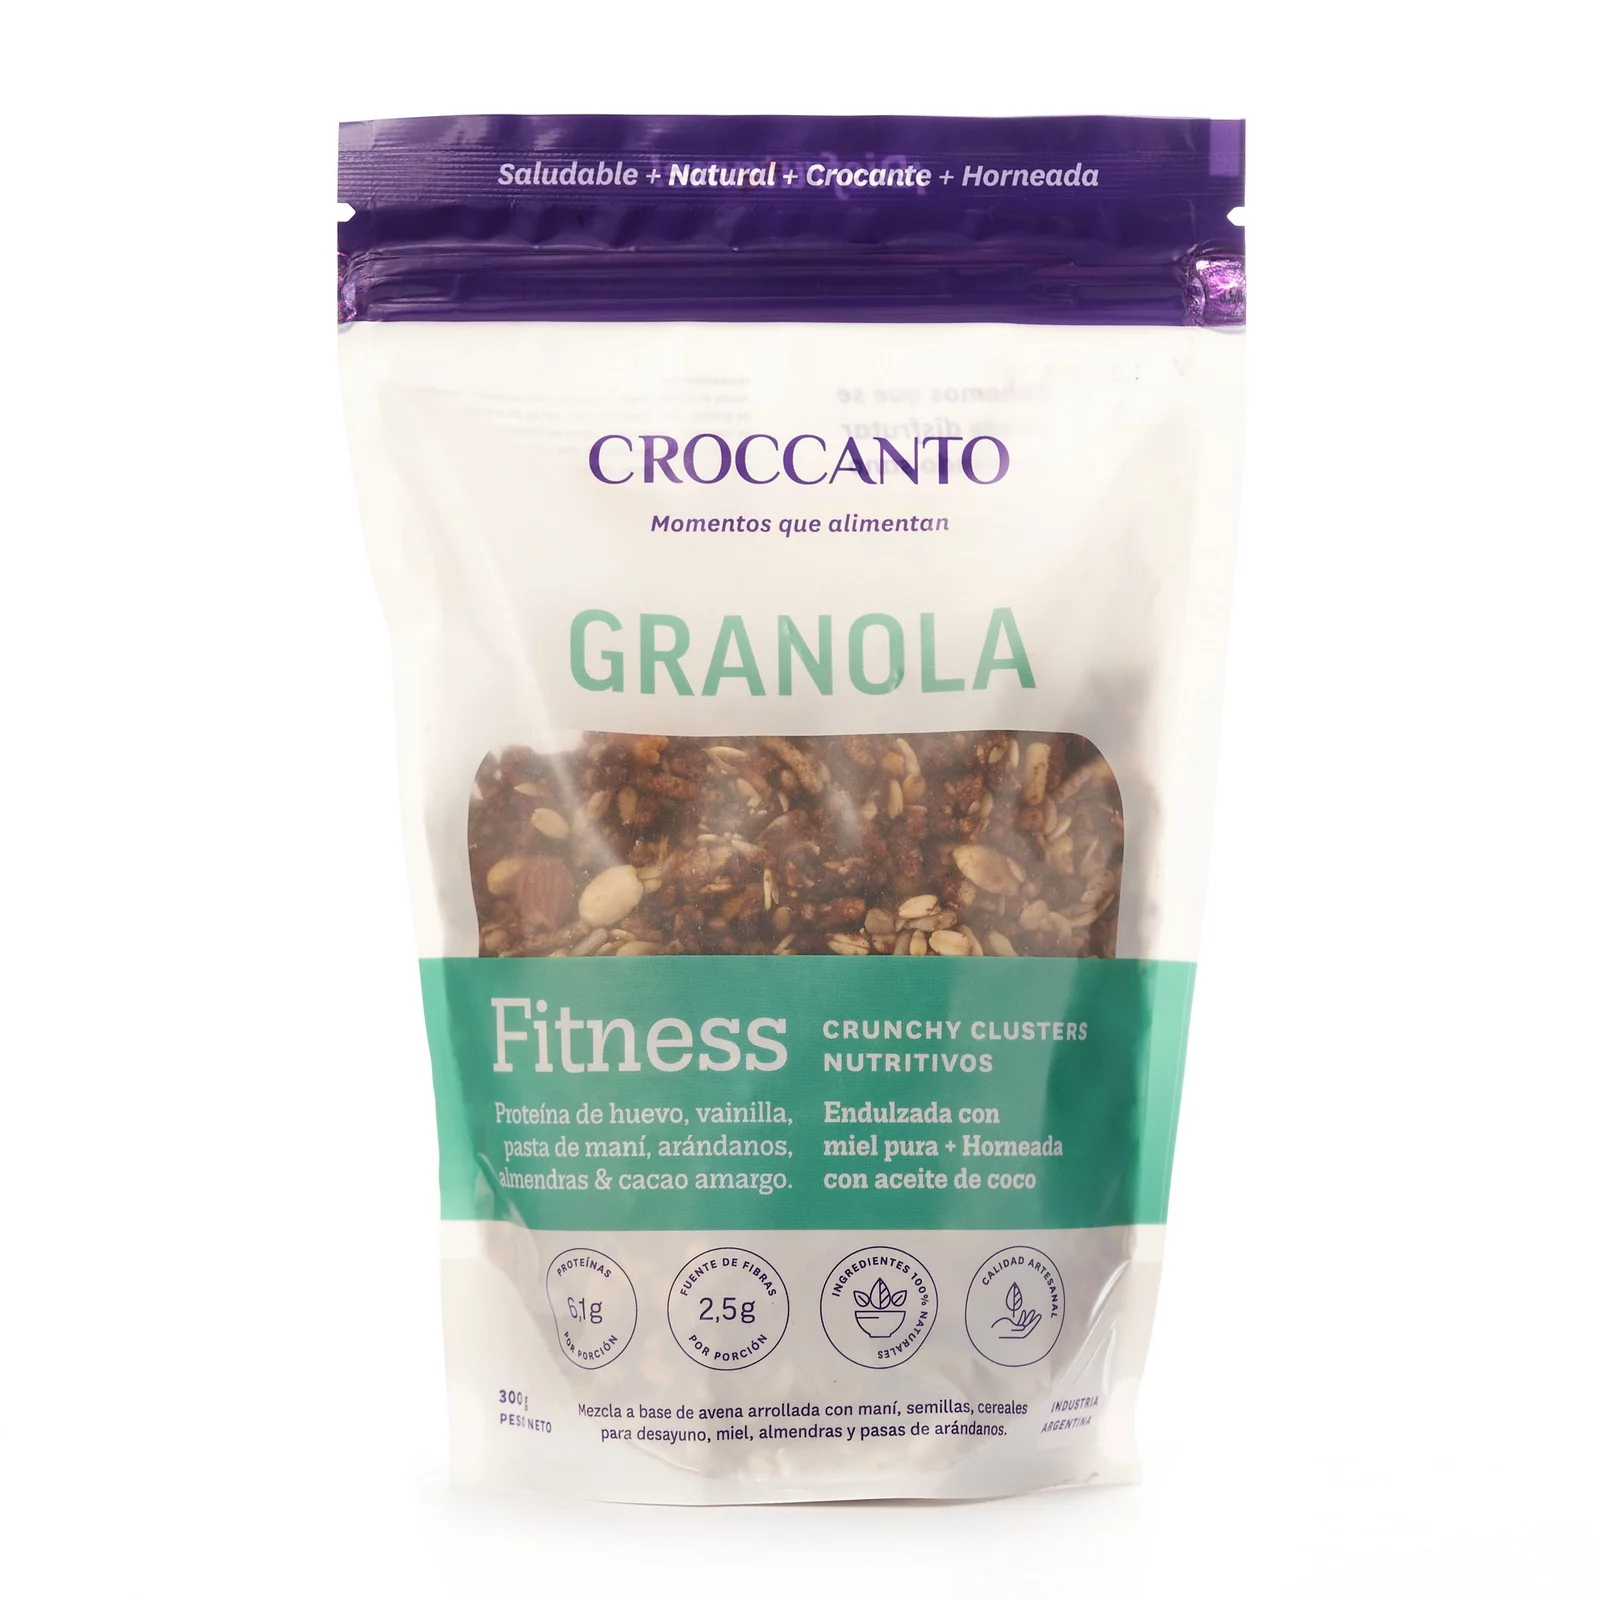 Saludable + Natural + Crocante + Horneada
CROCCANTO
Momentos que alimentan
GRANOLA
Fitness
CRUNCHY CLUSTERS
NUTRITIVOS
Proteína de huevo, vainilla,
pasta de maní, arándanos,
almendras & cacao amargo.
Endulzada con
miel pura + Horneada
con aceite de coco
PROTEÍNAS
6,1g
POR PORCIÓN
FUENTE DE FIBRAS
2,5g
POR PORCIÓN
INGREDIENTES 100% NATURALES
CALIDAD ARTESANAL
300g
PESO NETO
Mezcla a base de avena arrollada con maní, semillas, cereales
para desayuno, miel, almendras y pasas de arándanos.
INDUSTRIA
ARGENTINA